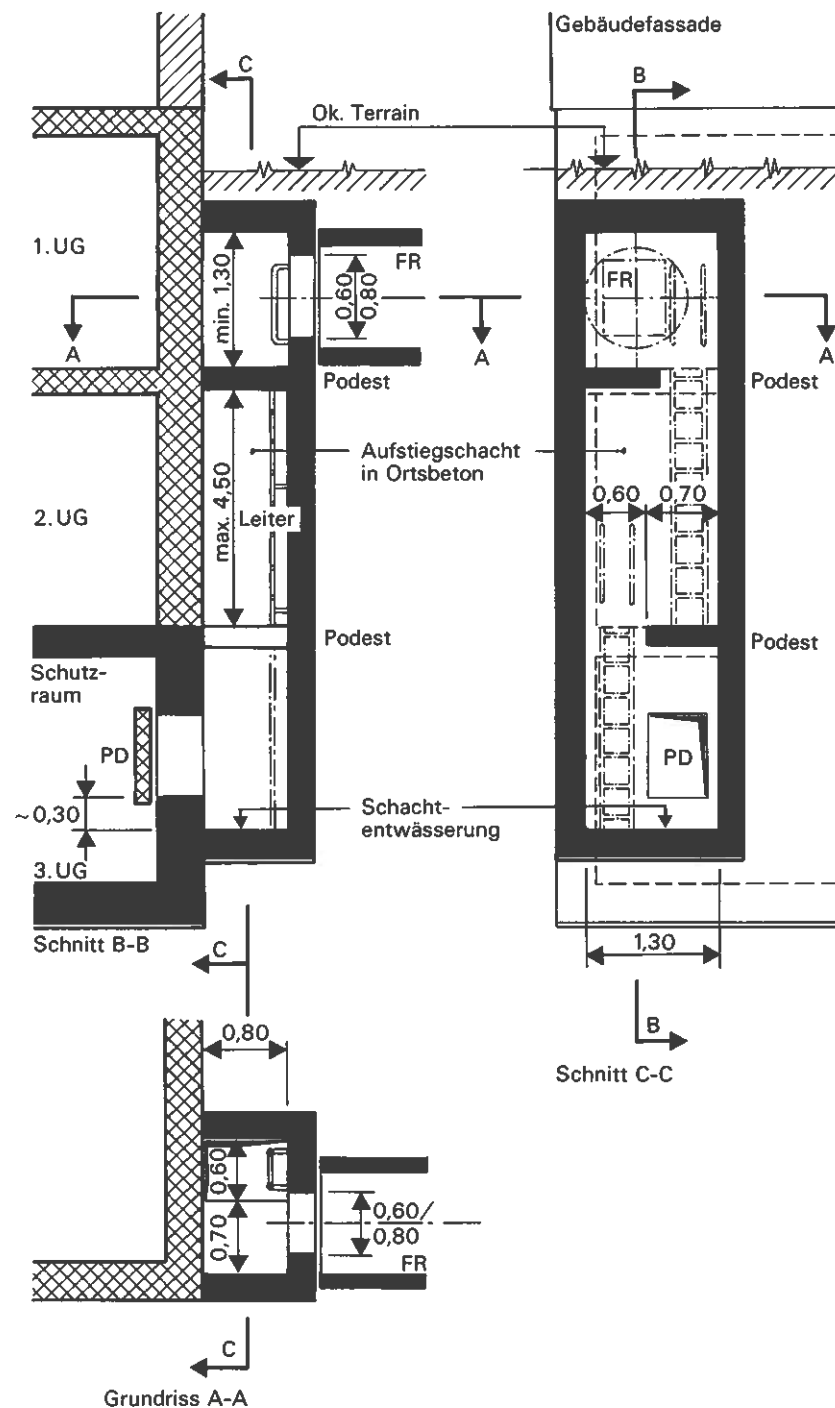 Gebäudefassade
C
B
Ok. Terrain
1. UG
min. 1,30
0,60
0,80
FR
FR
A
A
A
Podest
Podest
Aufstiegschacht
in Ortsbeton
max. 4,50
0,60
0,70
2. UG
Leiter
Podest
Podest
Schutz-
raum
PD
PD
~0,30
Schacht-
entwässerung
3. UG
Schnitt B-B
C
1,30
B
0,80
Schnitt C-C
0,60
0,70
0,60/
0,80
FR
C
Grundriss A-A